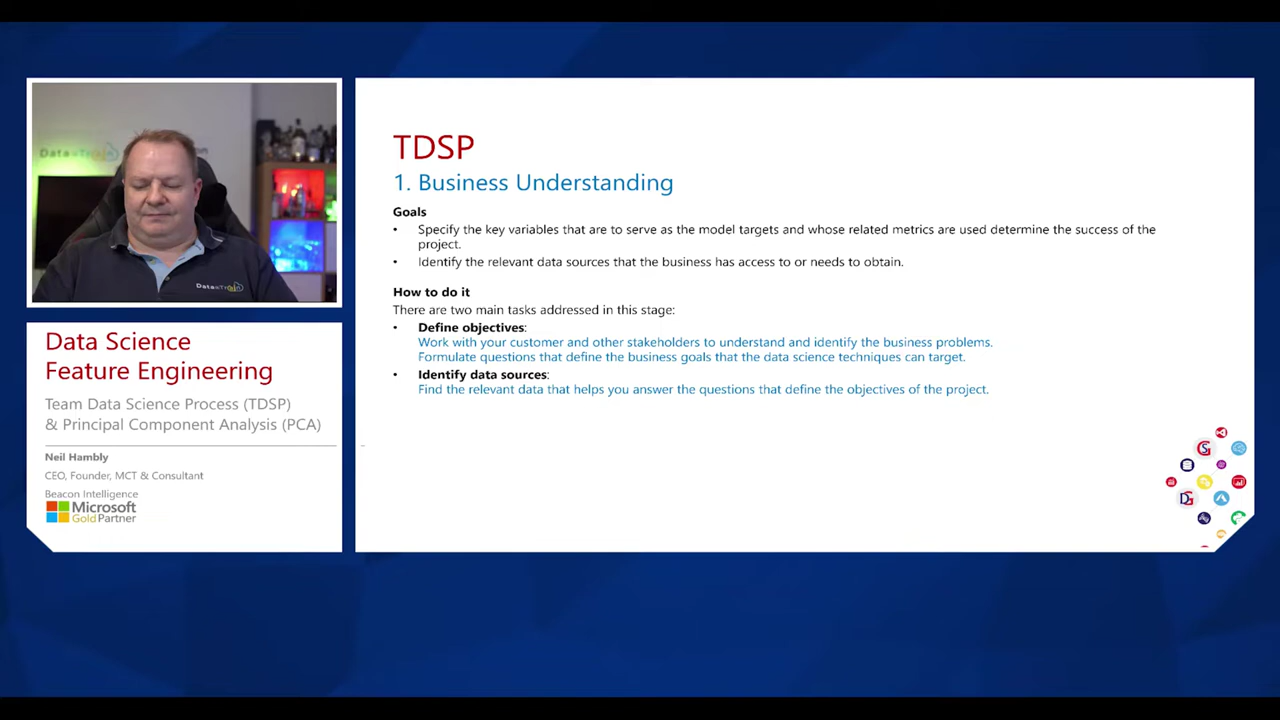 TDSP
1. Business Understanding
Goals
• Specify the key variables that are to serve as the model targets and whose related metrics are used determine the success of the
project.
• Identify the relevant data sources that the business has access to or needs to obtain.
How to do it
There are two main tasks addressed in this stage:
• Define objectives:
Work with your customer and other stakeholders to understand and identify the business problems.
Formulate questions that define the business goals that the data science techniques can target.
• Identify data sources:
Find the relevant data that helps you answer the questions that define the objectives of the project.
Data Science
Feature Engineering
Team Data Science Process (TDSP)
& Principal Component Analysis (PCA)
Neil Hambly
CEO, Founder, MCT & Consultant
Beacon Intelligence
Microsoft
Gold Partner